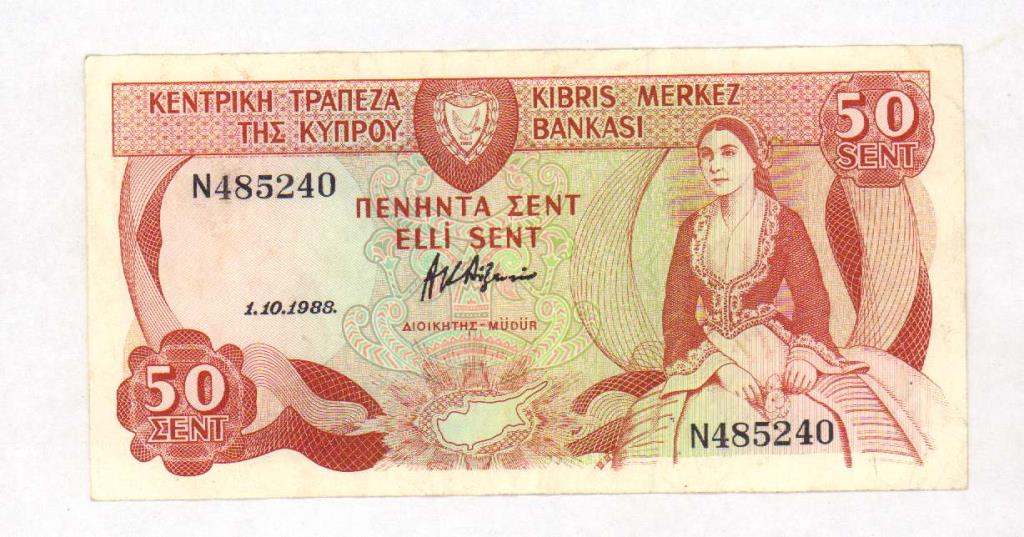 ΚΕΝΤΡΙΚΗ ΤΡΑΠΕΖΑ
ΤΗΣ ΚΥΠΡΟΥ
KIBRIS MERKEZ
BANKASI
50
SENT
N485240
ΠΕΝΗΝΤΑ ΣΕΝΤ
ELLİ SENT
1.10.1988.
ΔΙΟΙΚΗΤΗΣ-MÜDÜR
50
ΣΕΝΤ
N485240